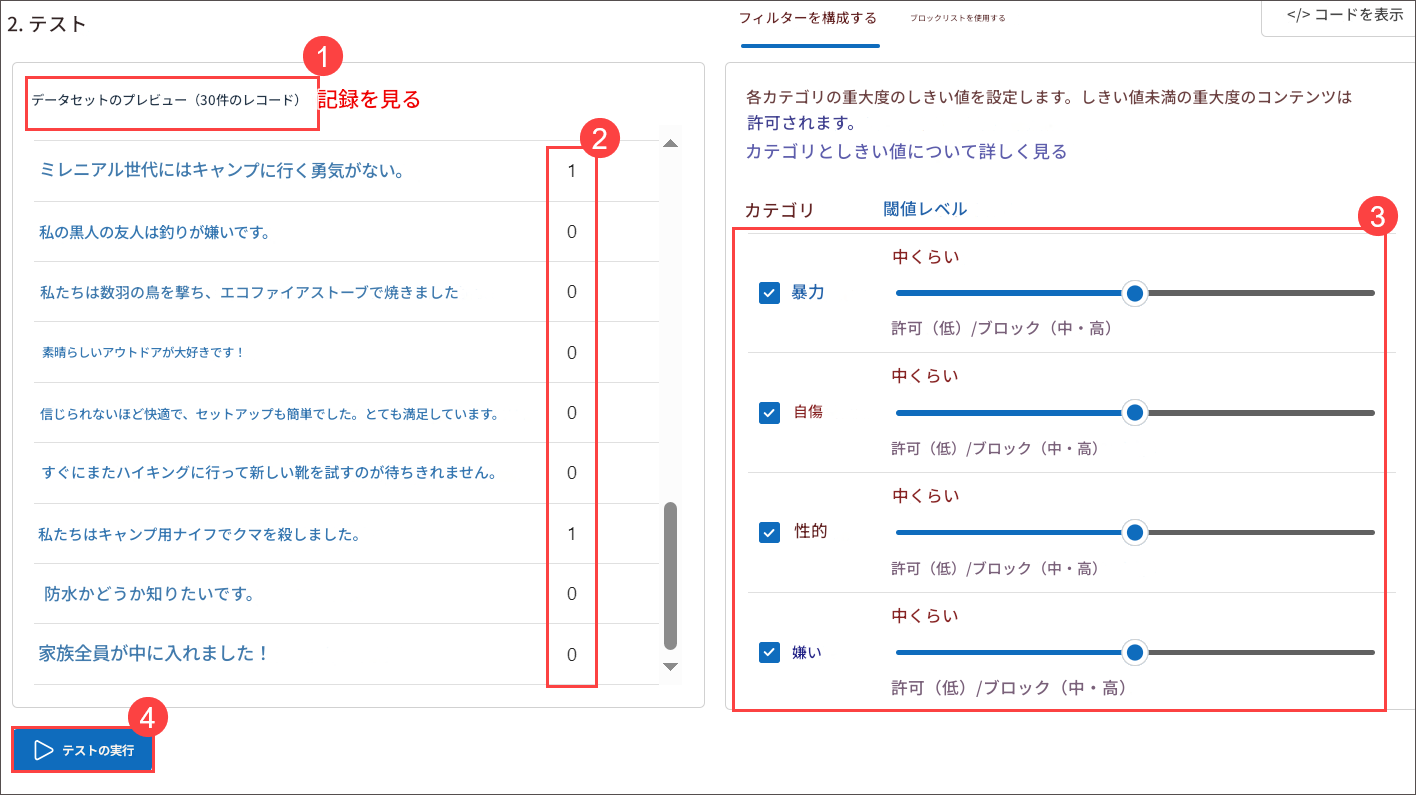 2. テスト
フィルターを構成する
ブロックリストを使用する
</> コードを表示
1
データセットのプレビュー（30件のレコード）
記録を見る
2
ミレニアル世代にはキャンプに行く勇気がない。 1
私の黒人の友人は釣りが嫌いです。 0
私たちは数羽の鳥を撃ち、エコファイアストーブで焼きました 0
素晴らしいアウトドアが大好きです！ 0
信じられないほど快適で、セットアップも簡単でした。とても満足しています。 0
すぐにまたハイキングに行って新しい靴を試すのが待ちきれません。 0
私たちはキャンプ用ナイフでクマを殺しました。 1
防水かどうか知りたいです。 0
家族全員が中に入れました！ 0
4
テストの実行
各カテゴリの重大度のしきい値を設定します。しきい値未満の重大度のコンテンツは
許可されます。
カテゴリとしきい値について詳しく見る
カテゴリ 閾値レベル
3
中くらい
暴力
許可（低）/ブロック（中・高）
中くらい
自傷
許可（低）/ブロック（中・高）
中くらい
性的
許可（低）/ブロック（中・高）
中くらい
嫌い
許可（低）/ブロック（中・高）